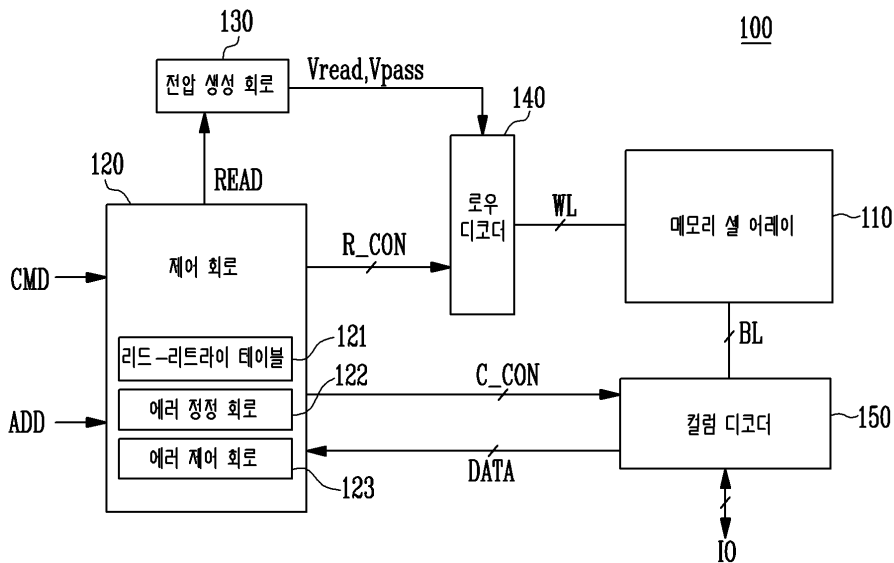 100
130
전압 생성 회로
Vread,Vpass
140
120
READ
로우
디코더
WL
메모리 셀 어레이
110
R_CON
CMD
제어 회로
BL
리드-리트라이 테이블
121
122
C_CON
ADD
에러 정정 회로
컬럼 디코더
150
에러 제어 회로
123
DATA
IO